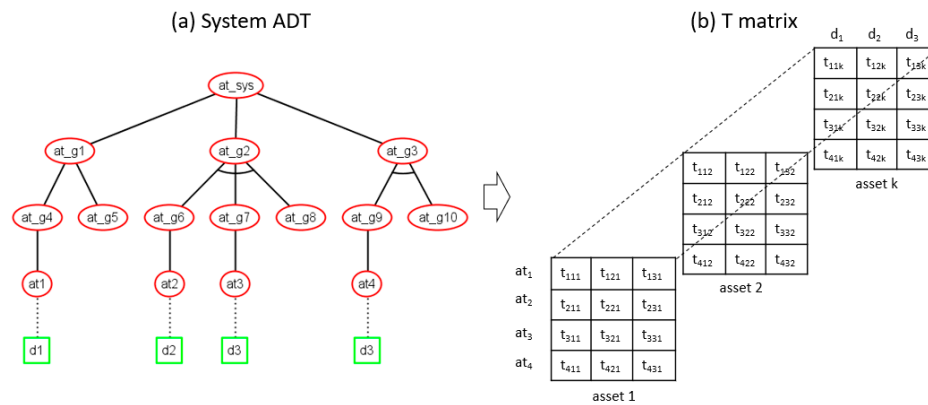 (a) System ADT
at_sys
at_g1 at_g2 at_g3
at_g4 at_g5 at_g6 at_g7 at_g8 at_g9 at_g10
at1 at2 at3 at4
d1 d2 d3 d3
(b) T matrix
d₁ d₂ d₃
t₁₁ₖ t₁₂ₖ t₁₃ₖ
t₂₁ₖ t₂₂ₖ t₂₃ₖ
t₃₁ₖ t₃₂ₖ t₃₃ₖ
t₄₁ₖ t₄₂ₖ t₄₃ₖ
asset k
t₁₁₂ t₁₂₂ t₁₃₂
t₂₁₂ t₂₂₂ t₂₃₂
t₃₁₂ t₃₂₂ t₃₃₂
t₄₁₂ t₄₂₂ t₄₃₂
asset 2
at₁ t₁₁₁ t₁₂₁ t₁₃₁
at₂ t₂₁₁ t₂₂₁ t₂₃₁
at₃ t₃₁₁ t₃₂₁ t₃₃₁
at₄ t₄₁₁ t₄₂₁ t₄₃₁
asset 1